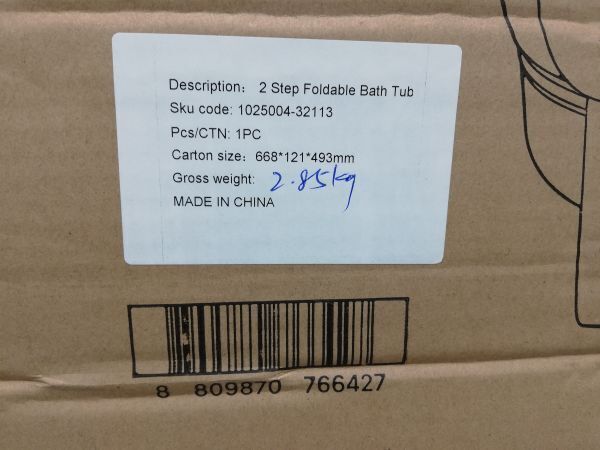 Description: 2 Step Foldable Bath Tub
Sku code: 1025004-32113
Pcs/CTN: 1PC
Carton size: 668*121*493mm
Gross weight: 2.85kg
MADE IN CHINA
8 809870 766427